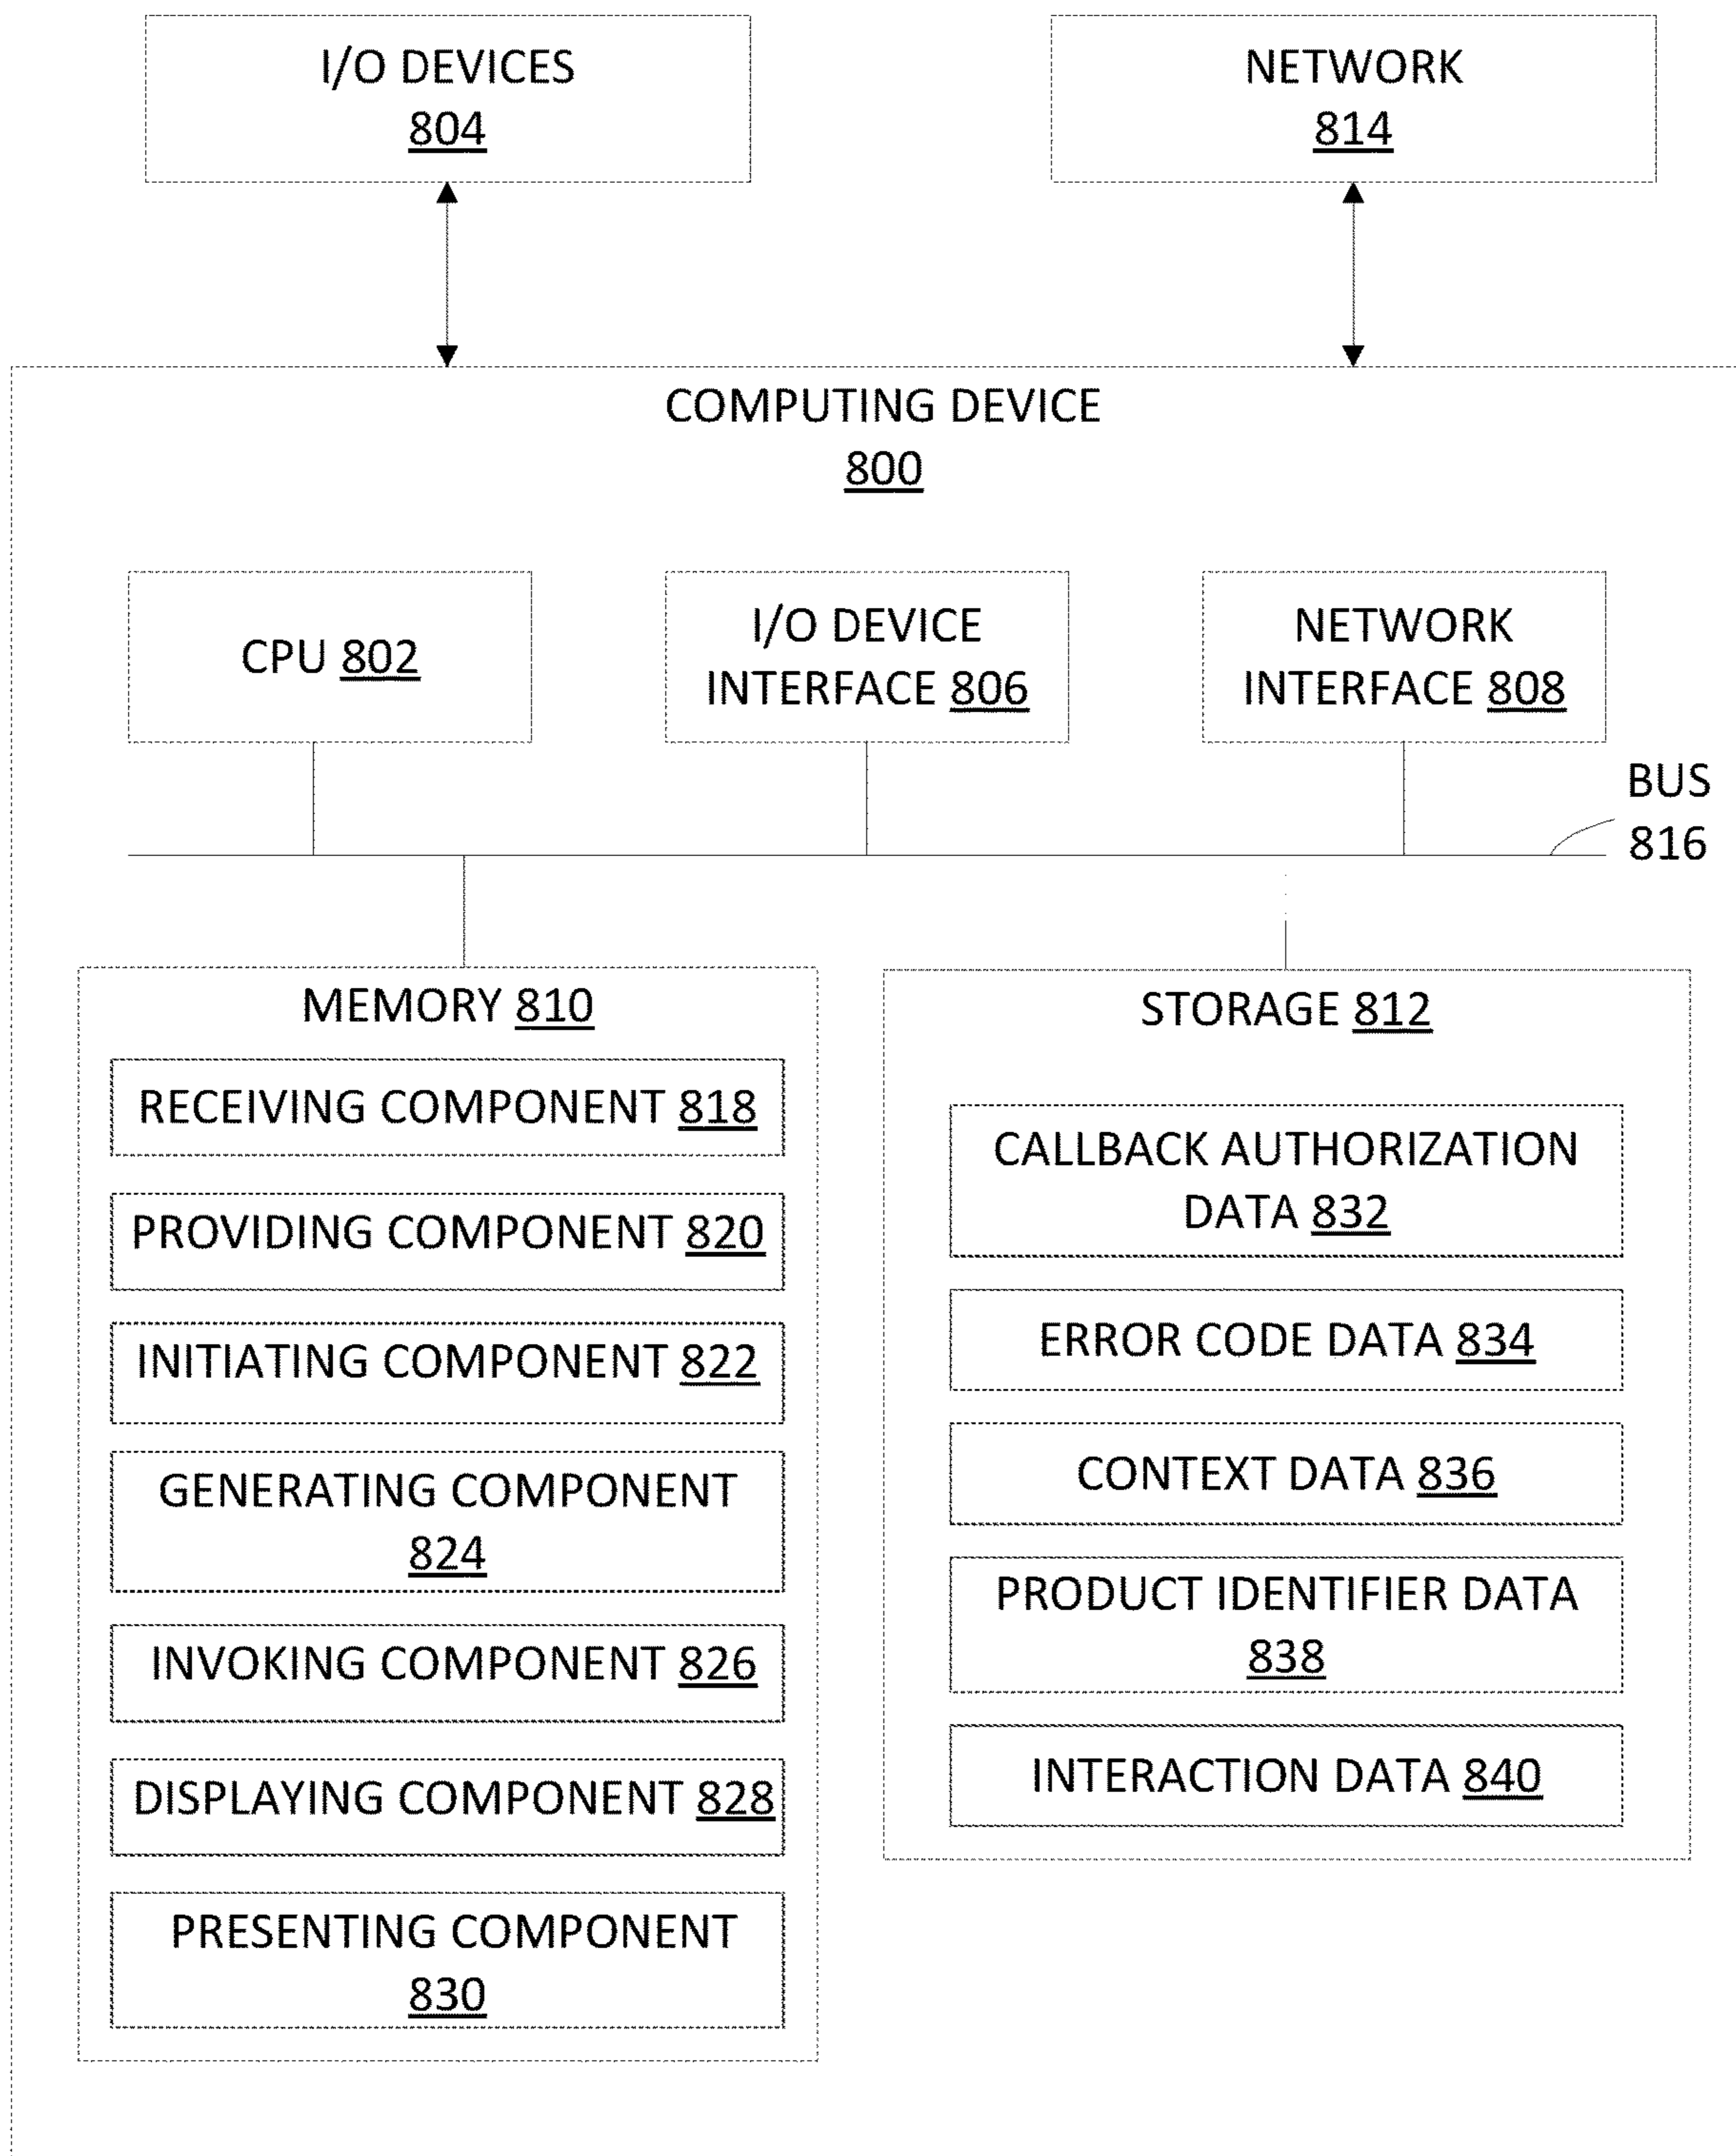 I/O DEVICES
804
NETWORK
814
COMPUTING DEVICE
800
CPU 802
I/O DEVICE
INTERFACE 806
NETWORK
INTERFACE 808
BUS
816
MEMORY 810
RECEIVING COMPONENT 818
PROVIDING COMPONENT 820
INITIATING COMPONENT 822
GENERATING COMPONENT
824
INVOKING COMPONENT 826
DISPLAYING COMPONENT 828
PRESENTING COMPONENT
830
STORAGE 812
CALLBACK AUTHORIZATION
DATA 832
ERROR CODE DATA 834
CONTEXT DATA 836
PRODUCT IDENTIFIER DATA
838
INTERACTION DATA 840